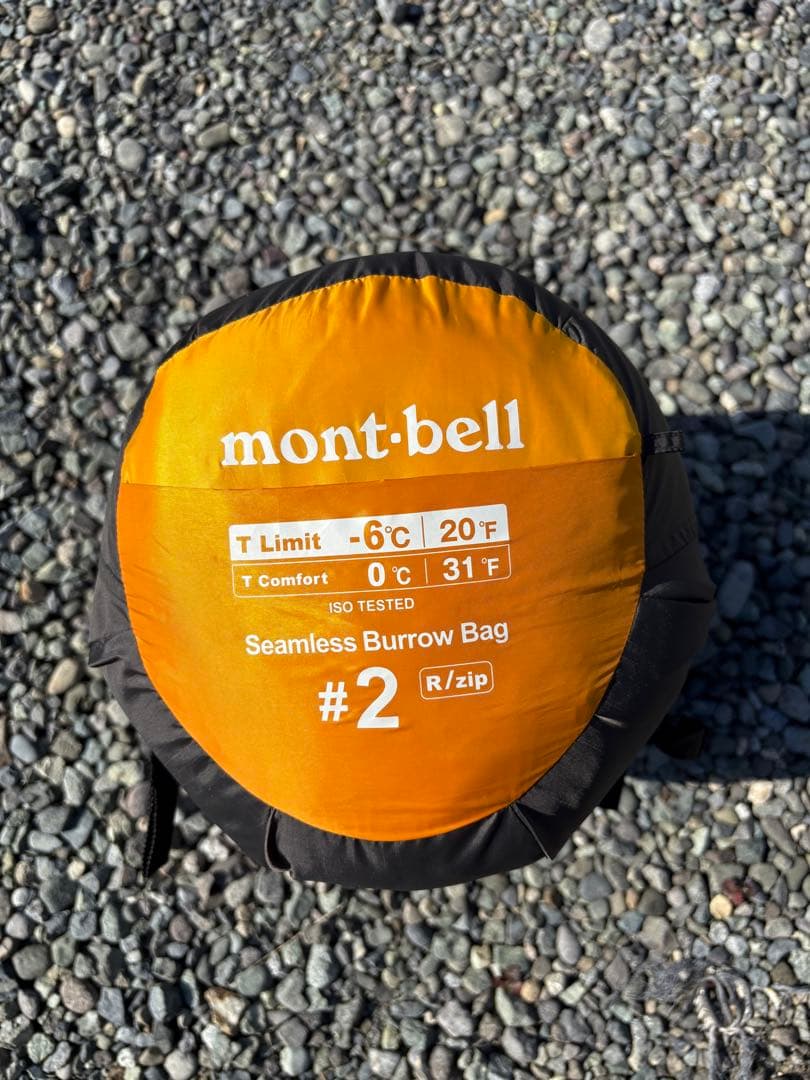 mont-bell
T Limit -6℃ | 20°F
T Comfort 0℃ | 31°F
ISO TESTED
Seamless Burrow Bag
#2 R/zip